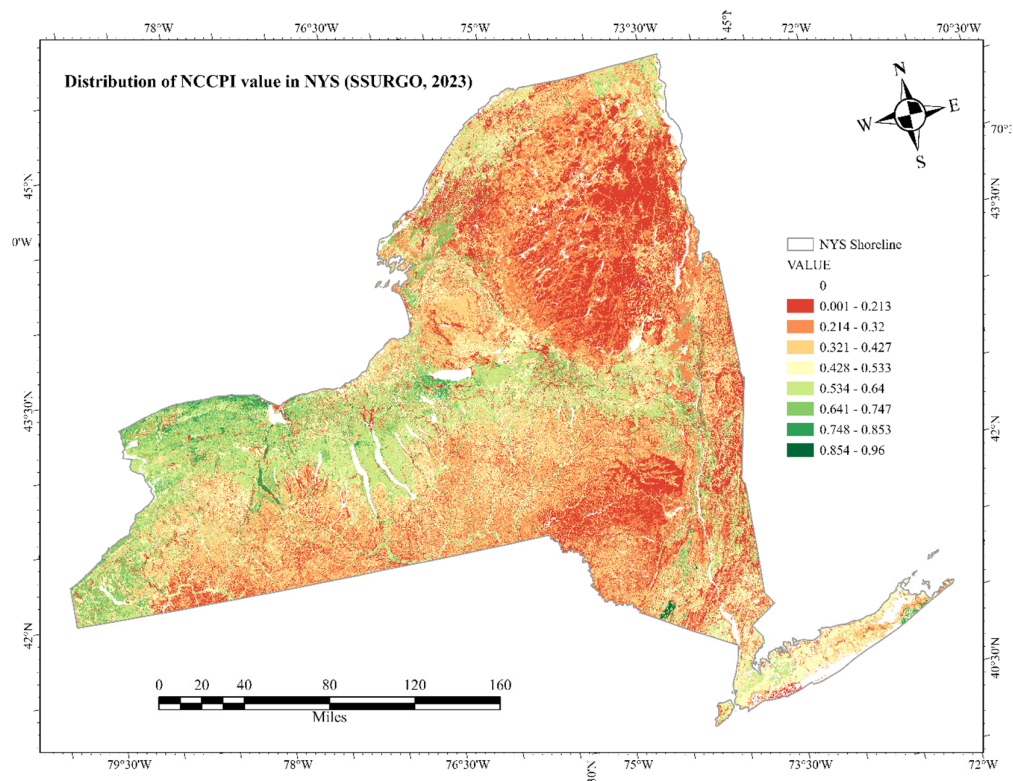 78°W 76°30'W 75°W 73°30'W 45°N 72°W 70°30'W
Distribution of NCCPI value in NYS (SSURGO, 2023)
N
W E
S
70°3
45°N
43°30'N
0'W
NYS Shoreline
VALUE
0
0.001 - 0.213
0.214 - 0.32
0.321 - 0.427
0.428 - 0.533
0.534 - 0.64
0.641 - 0.747
0.748 - 0.853
0.854 - 0.96
43°30'N
42°N
42°N
40°30'N
0 20 40 80 120 160
Miles
79°30'W 78°W 76°30'W 30'N 75°W 73°30'W 72°W